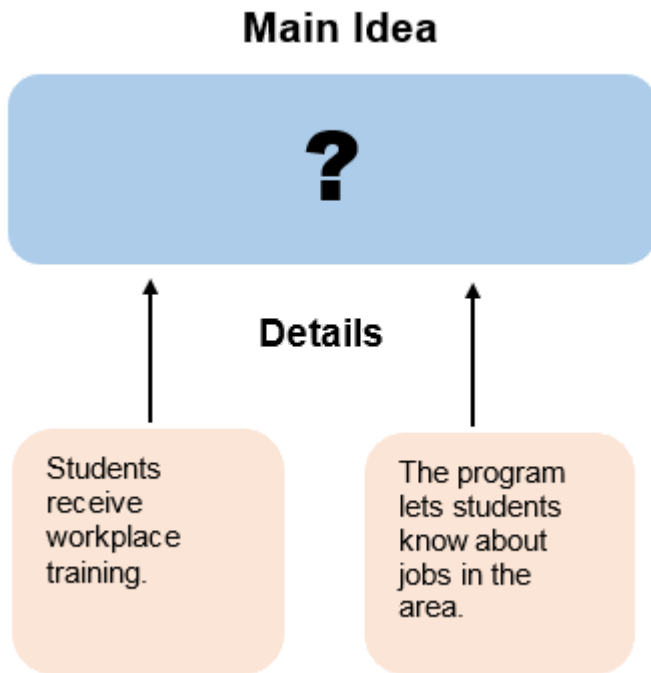 Main Idea
?
Details
Students
receive
workplace
training.
The program
lets students
know about
jobs in the
area.